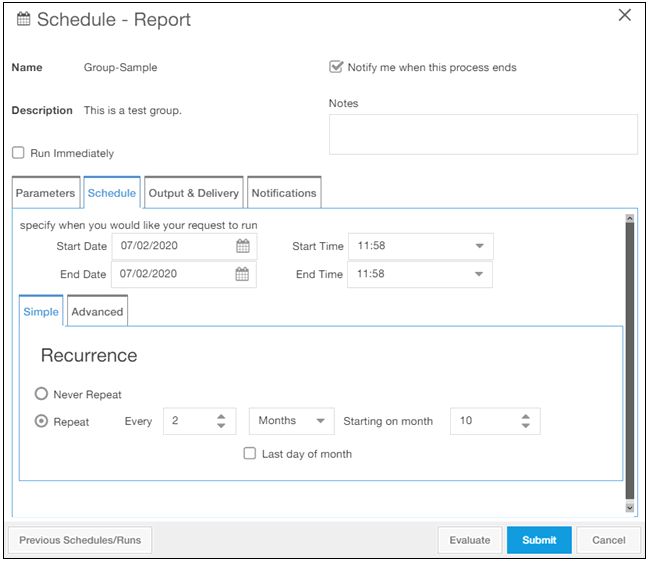 Schedule - Report
Name Group-Sample
Notify me when this process ends
Description This is a test group.
Notes
Run Immediately
Parameters Schedule Output & Delivery Notifications
specify when you would like your request to run
Start Date 07/02/2020 Start Time 11:58
End Date 07/02/2020 End Time 11:58
Simple Advanced
Recurrence
Never Repeat
Repeat Every 2 Months Starting on month 10
Last day of month
Previous Schedules/Runs Evaluate Submit Cancel